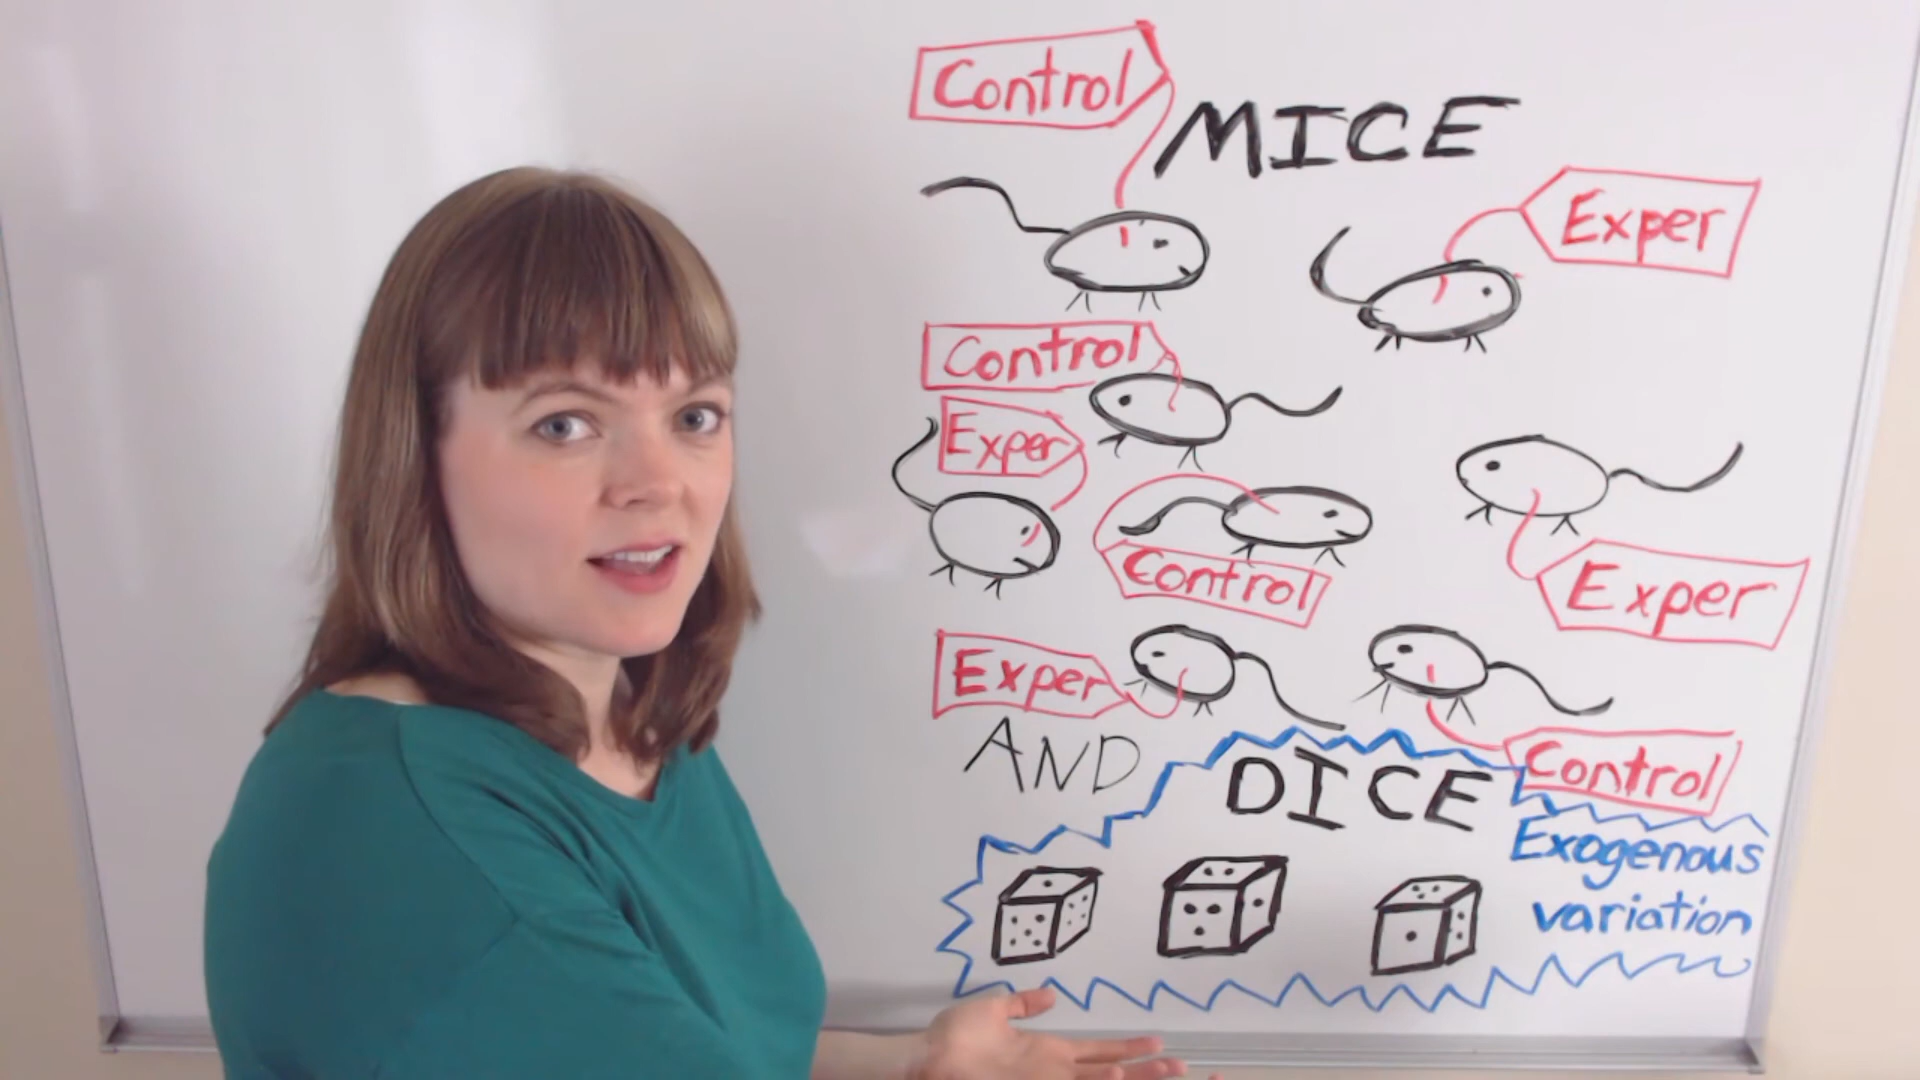 Control
MICE
Exper
Control
Exper
Control
Exper
Exper
AND
DICE
Control
Exogenous
variation